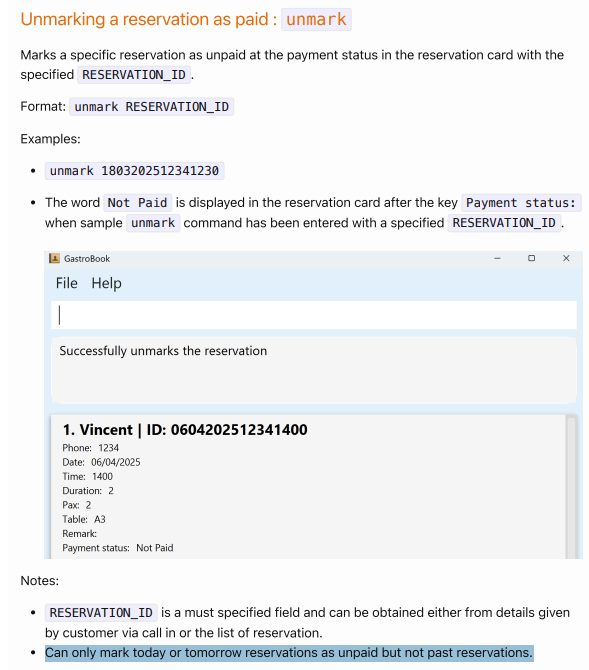 Unmarking a reservation as paid : unmark
Marks a specific reservation as unpaid at the payment status in the reservation card with the
specified RESERVATION_ID.
Format: unmark RESERVATION_ID
Examples:
• unmark 1803202512341230
• The word Not Paid is displayed in the reservation card after the key Payment status:
when sample unmark command has been entered with a specified RESERVATION_ID.
GastroBook
File Help
Successfully unmarks the reservation
1. Vincent | ID: 0604202512341400
Phone: 1234
Date: 06/04/2025
Time: 1400
Duration: 2
Pax: 2
Table: A3
Remark:
Payment status: Not Paid
Notes:
• RESERVATION_ID is a must specified field and can be obtained either from details given
by customer via call in or the list of reservation.
• Can only mark today or tomorrow reservations as unpaid but not past reservations.